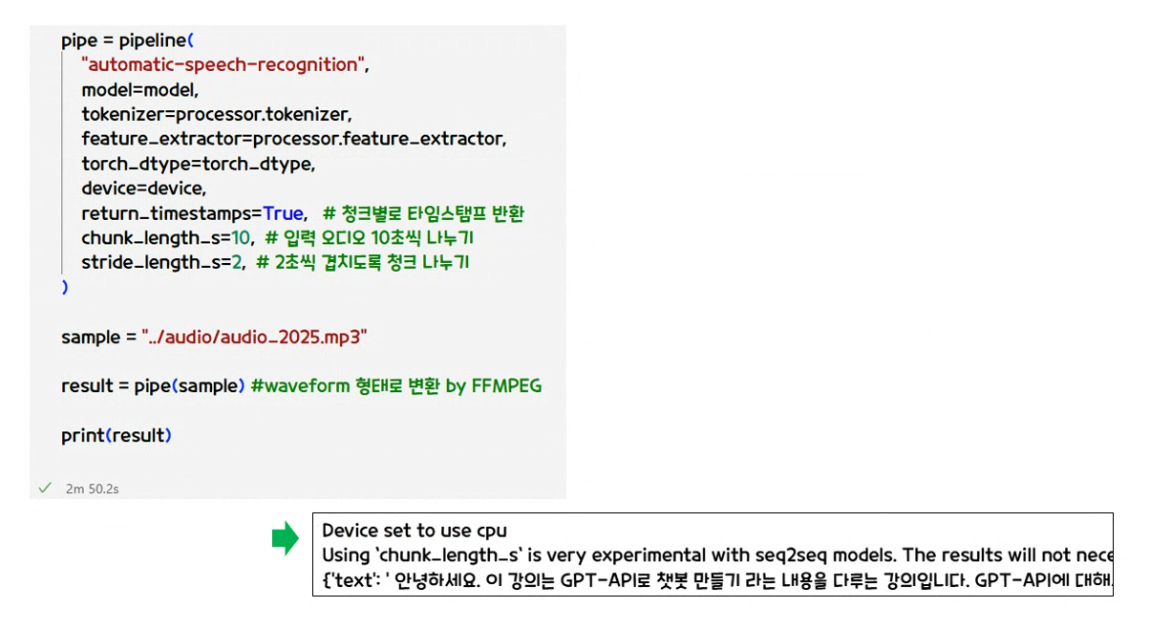 pipe = pipeline(
"automatic-speech-recognition",
model=model,
tokenizer=processor.tokenizer,
feature_extractor=processor.feature_extractor,
torch_dtype=torch_dtype,
device=device,
return_timestamps=True, # 청크별로 타임스탬프 반환
chunk_length_s=10, # 입력 오디오 10초씩 나누기
stride_length_s=2, # 2초씩 겹치도록 청크 나누기
)
sample = "../audio/audio_2025.mp3"
result = pipe(sample) #waveform 형태로 변환 by FFMPEG
print(result)
2m 50.2s
Device set to use cpu
Using `chunk_length_s` is very experimental with seq2seq models. The results will not nece
{'text': ' 안녕하세요. 이 강의는 GPT-API로 챗봇 만들기 라는 내용을 다루는 강의입니다. GPT-API에 대해